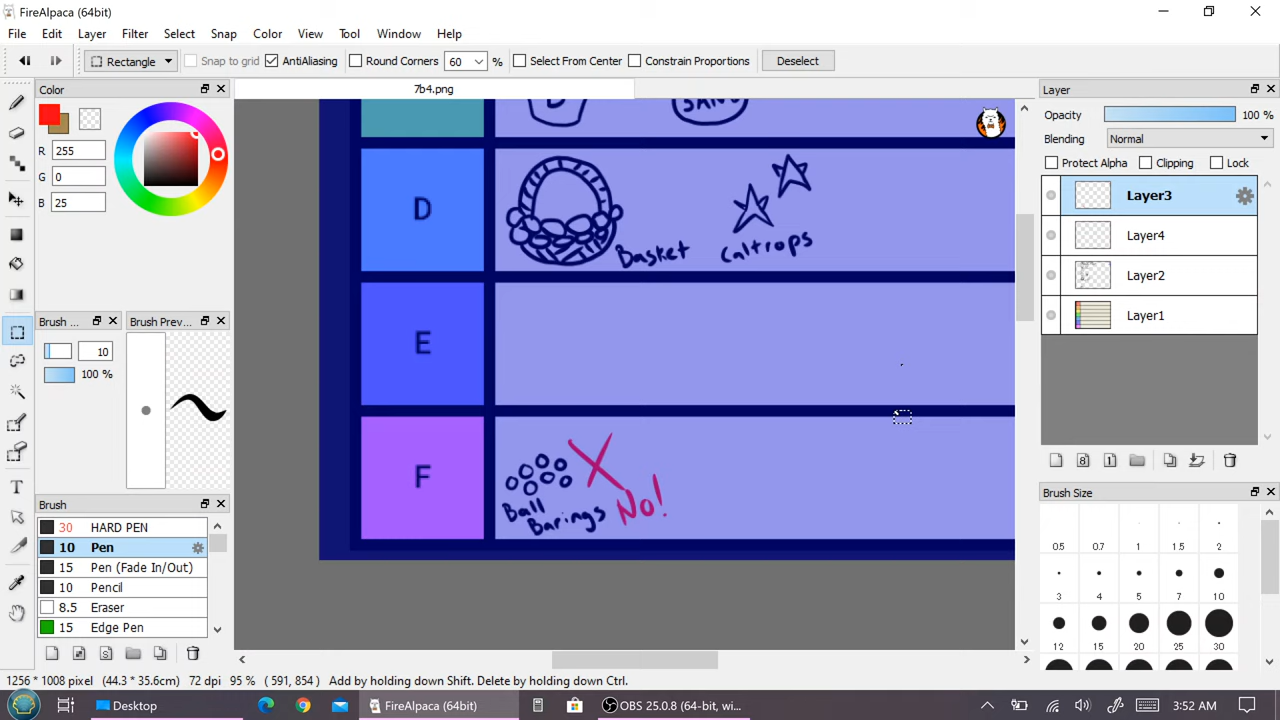 FireAlpaca (64bit)
File Edit Layer Filter Select Snap Color View Tool Window Help
Rectangle Snap to grid AntiAliasing Round Corners 60 % Select From Center Constrain Proportions Deselect
Color
7b4.png
Layer
R 255
G 0
B 25
Opacity 100 %
Blending Normal
Protect Alpha Clipping Lock
Layer3
Layer4
Layer2
Layer1
SAND
D
Basket
Caltrops
E
F
Ball
Barings
No!
Brush ...
Brush Prev...
10
100 %
Brush
30 HARD PEN
10 Pen
15 Pen (Fade In/Out)
10 Pencil
8.5 Eraser
15 Edge Pen
8 1
Brush Size
0.5 0.7 1 1.5 2
3 4 5 7 10
12 15 20 25 30
1256 * 1008 pixel (44.3 * 35.6cm) 72 dpi 95 % ( 591, 854 ) Add by holding down Shift. Delete by holding down Ctrl.
Desktop
FireAlpaca (64bit)
OBS 25.0.8 (64-bit, wi...
3:52 AM